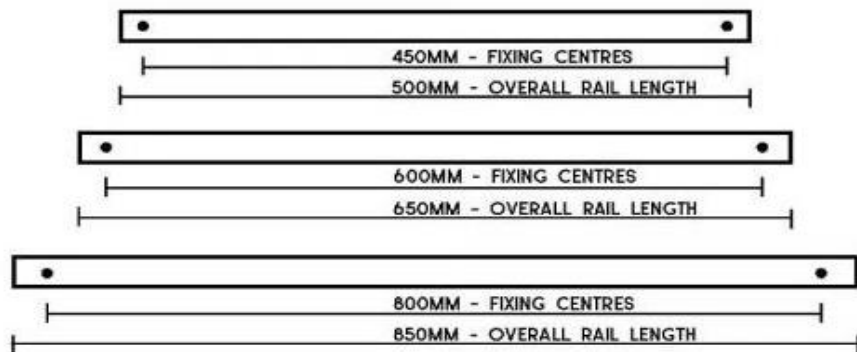 450MM - FIXING CENTRES
500MM - OVERALL RAIL LENGTH
600MM - FIXING CENTRES
650MM - OVERALL RAIL LENGTH
800MM - FIXING CENTRES
850MM - OVERALL RAIL LENGTH